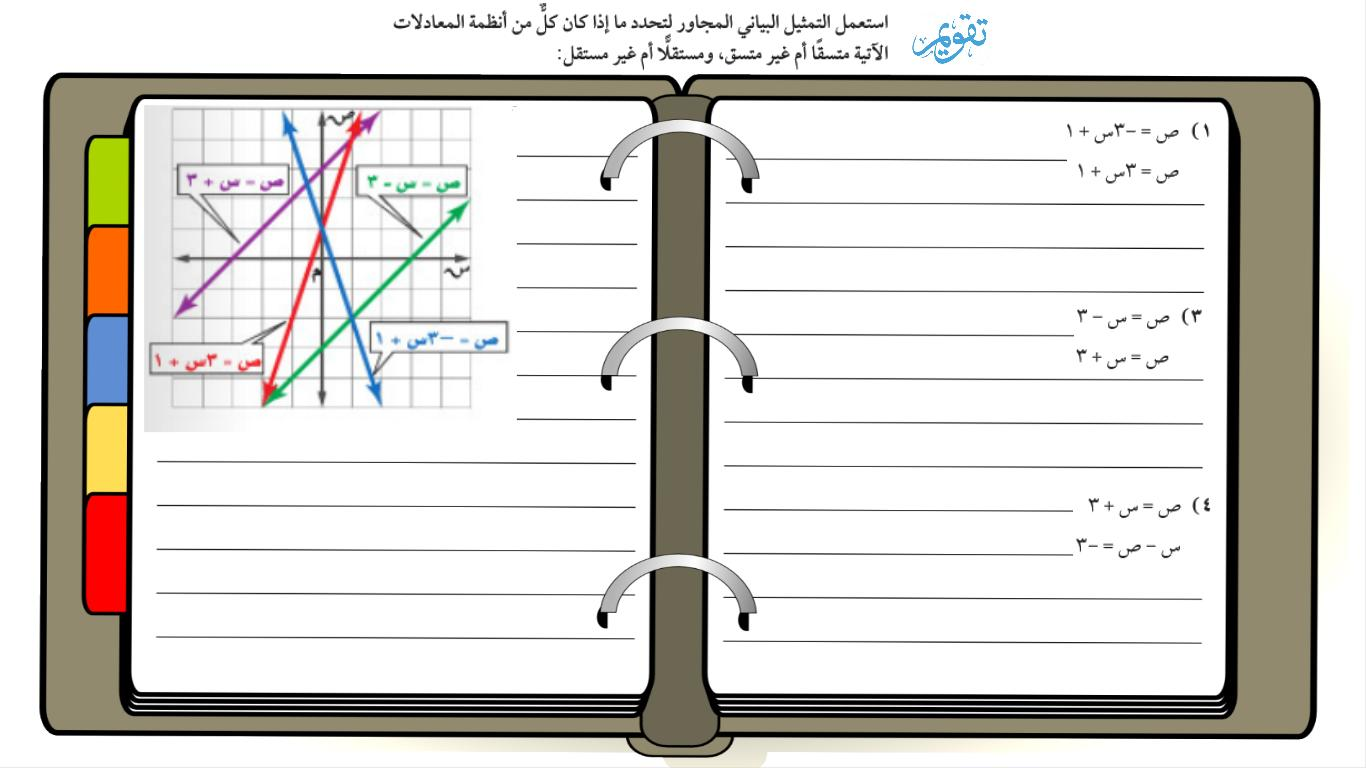 تقويم
استعمل التمثيل البياني المجاور لتحدد ما إذا كان كلٌّ من أنظمة المعادلات
الآتية متسقًا أم غير متسق، ومستقلًّا أم غير مستقل:
١) ص = –٣س + ١
ص = ٣س + ١
٣) ص = س – ٣
ص = س + ٣
٤) ص = س + ٣
س – ص = –٣
ص
ص = س + ٣
ص = س - ٣
س
م
ص = –٣س + ١
ص = ٣س + ١